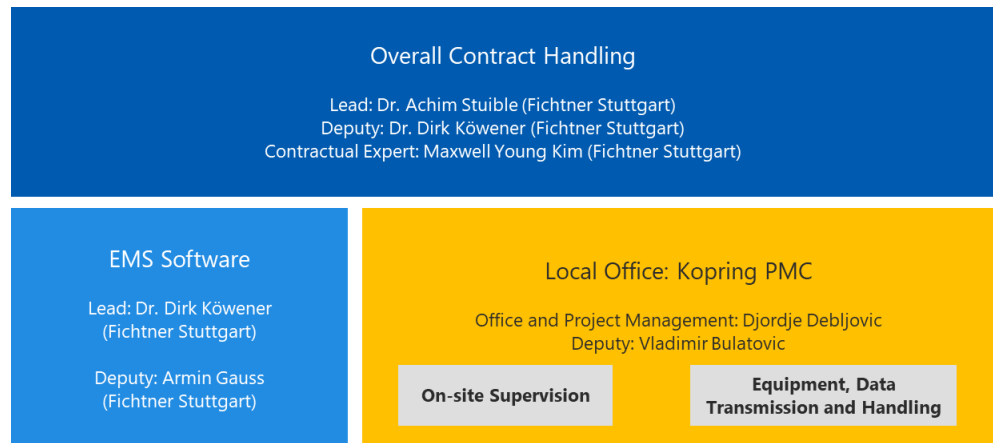 Overall Contract Handling
Lead: Dr. Achim Stuible (Fichtner Stuttgart)
Deputy: Dr. Dirk Köwener (Fichtner Stuttgart)
Contractual Expert: Maxwell Young Kim (Fichtner Stuttgart)
EMS Software
Lead: Dr. Dirk Köwener
(Fichtner Stuttgart)
Deputy: Armin Gauss
(Fichtner Stuttgart)
Local Office: Kopring PMC
Office and Project Management: Djordje Debljovic
Deputy: Vladimir Bulatovic
On-site Supervision
Equipment, Data
Transmission and Handling